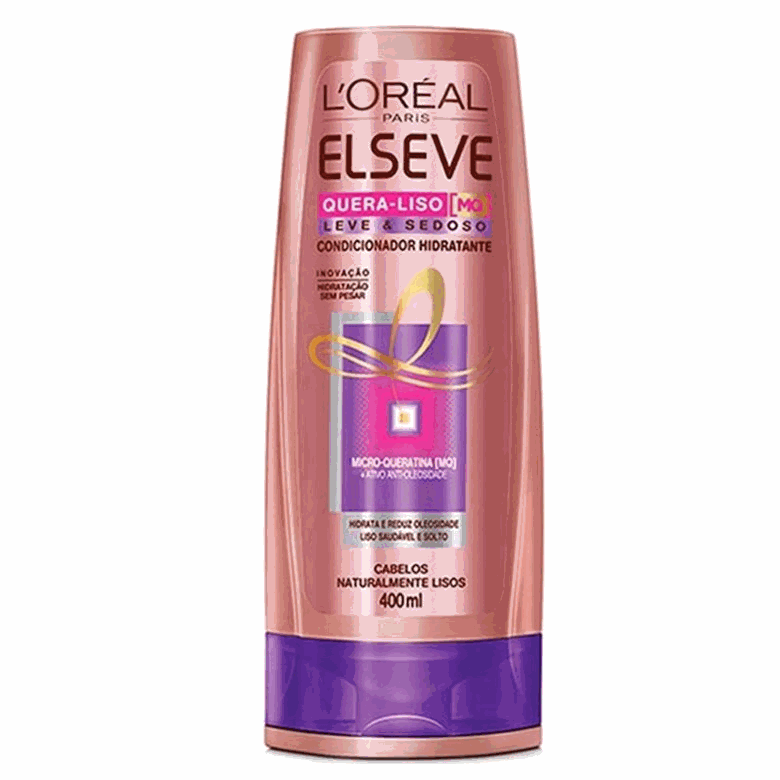 L'ORÉAL
PARIS
ELSEVE
QUERA-LISO [MQ]
LEVE & SEDOSO
CONDICIONADOR HIDRATANTE
INOVAÇÃO
HIDRATAÇÃO
SEM PESAR
MICRO-QUERATINA [MQ]
+ ATIVO ANTI-OLEOSIDADE
HIDRATA E REDUZ OLEOSIDADE
LISO SAUDÁVEL E SOLTO
CABELOS
NATURALMENTE LISOS
400ml